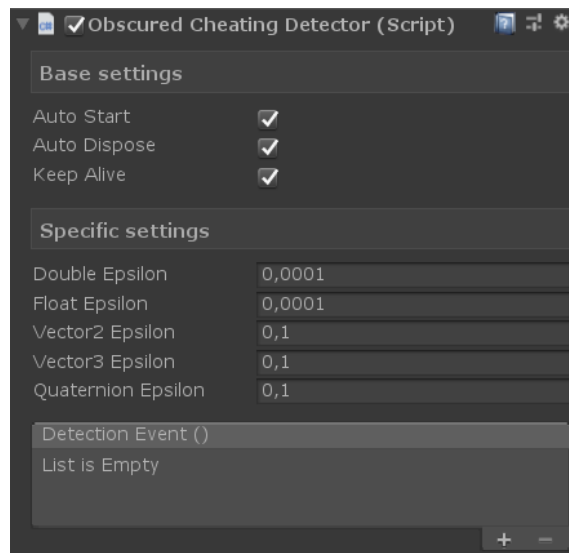 Obscured Cheating Detector (Script)
Base settings
Auto Start
Auto Dispose
Keep Alive
Specific settings
Double Epsilon 0,0001
Float Epsilon 0,0001
Vector2 Epsilon 0,1
Vector3 Epsilon 0,1
Quaternion Epsilon 0,1
Detection Event ()
List is Empty
+ −